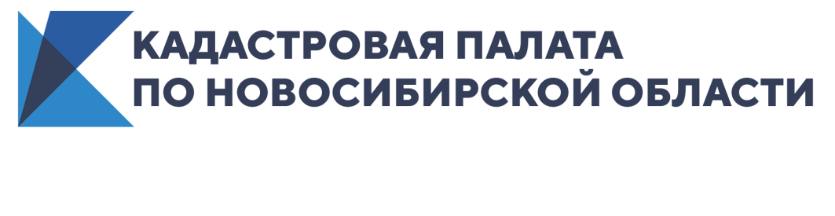 КАДАСТРОВАЯ ПАЛАТА
ПО НОВОСИБИРСКОЙ ОБЛАСТИ